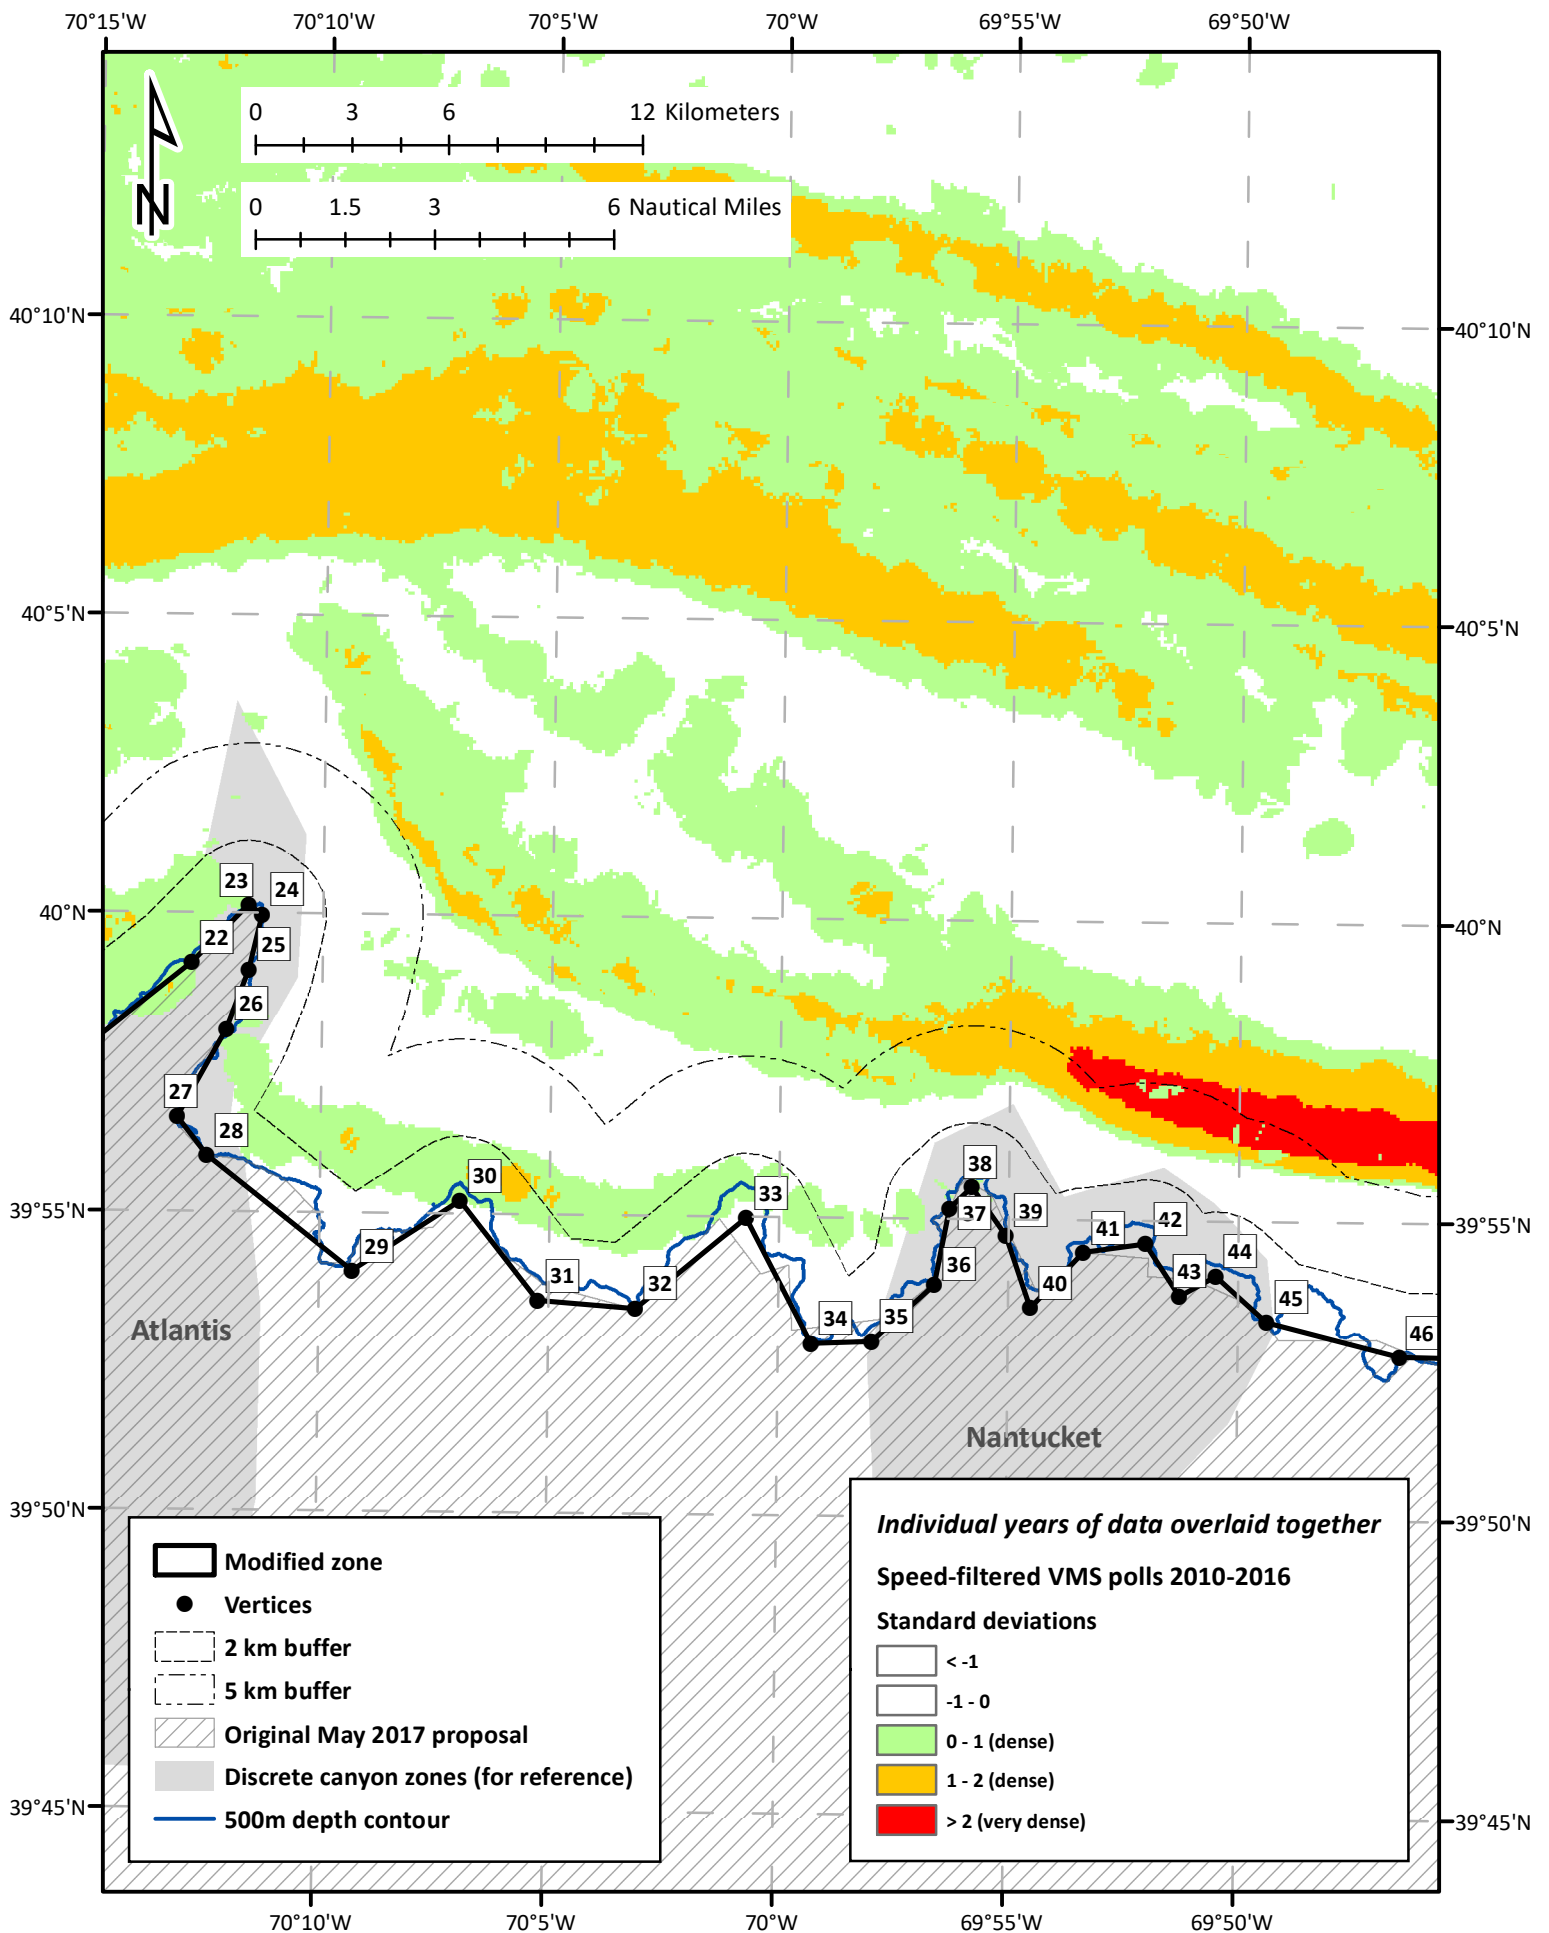 70°15'W 70°10'W 70°5'W 70°W 69°55'W 69°50'W
0 3 6 12 Kilometers
N
0 1.5 3 6 Nautical Miles
40°10'N 40°10'N
40°5'N 40°5'N
23 24
40°N 40°N
22 25
26
27
28
30 38
39°55'N 33 37 39 39°55'N
29 41 42
31 32 36 40 43 44
34 35 45
46
Atlantis
Nantucket
39°50'N 39°50'N
Modified zone
Vertices
2 km buffer
5 km buffer
Original May 2017 proposal
Discrete canyon zones (for reference)
500m depth contour
Individual years of data overlaid together
Speed-filtered VMS polls 2010-2016
Standard deviations
< -1
-1 - 0
0 - 1 (dense)
1 - 2 (dense)
> 2 (very dense)
39°45'N 39°45'N
70°10'W 70°5'W 70°W 69°55'W 69°50'W